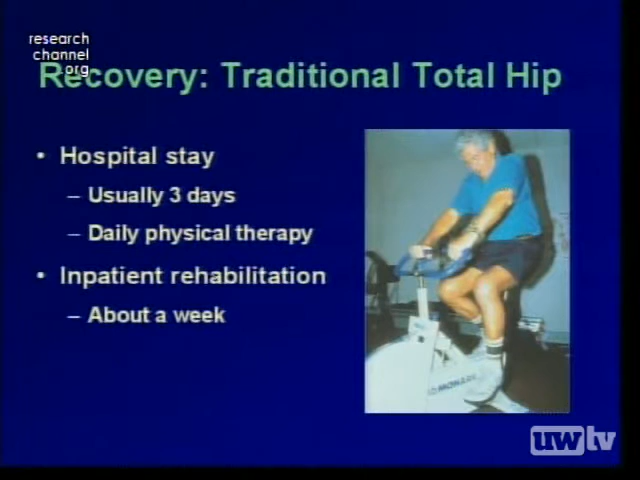 research
channel
.org
Recovery: Traditional Total Hip
• Hospital stay
– Usually 3 days
– Daily physical therapy
• Inpatient rehabilitation
– About a week
MONARK
uwtv